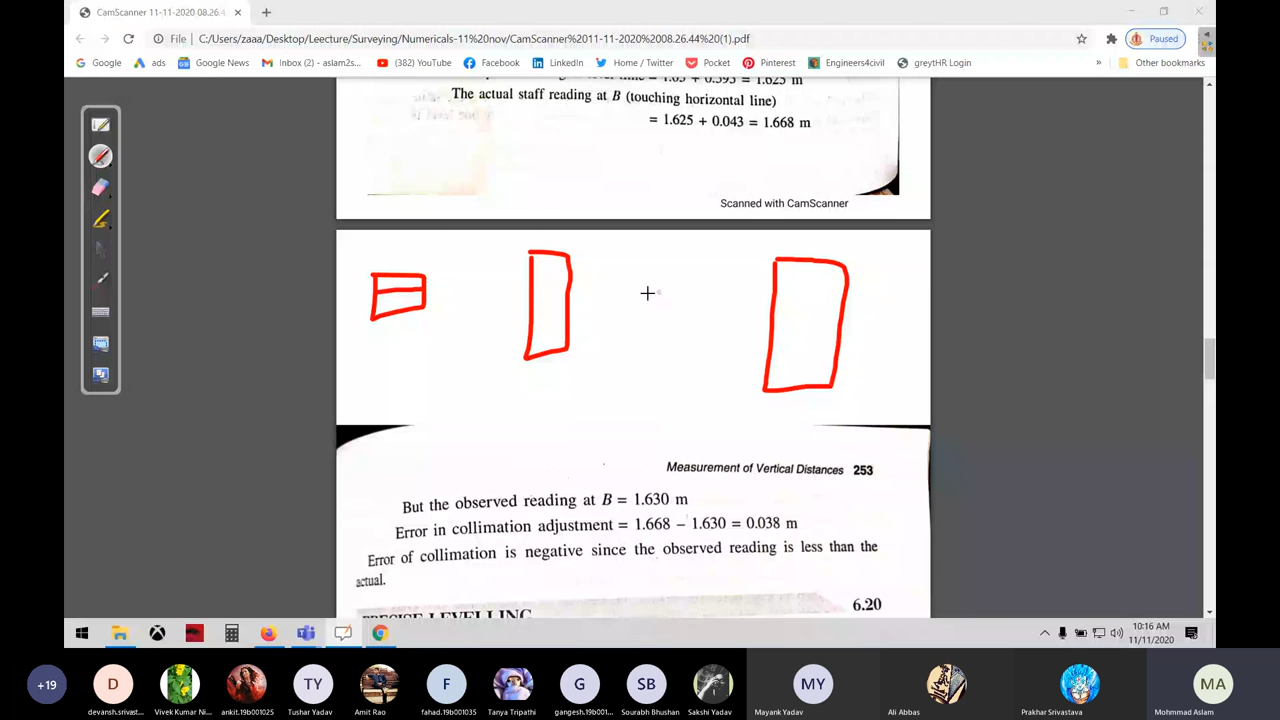 CamScanner 11-11-2020 08.26.4
File
C:/Users/zaaa/Desktop/Leecture/Surveying/Numericals-11%20nov/CamScanner%2011-11-2020%2008.26.44%20(1).pdf
Paused
Google
ads
Google News
Inbox (2) - aslam2s...
(382) YouTube
Facebook
LinkedIn
Home / Twitter
Pocket
Pinterest
Engineers4civil
greytHR Login
»
Other bookmarks
= 1.625 m
The actual staff reading at B (touching horizontal line)
= 1.625 + 0.043 = 1.668 m
Scanned with CamScanner
Measurement of Vertical Distances 253
But the observed reading at B = 1.630 m
Error in collimation adjustment = 1.668 – 1.630 = 0.038 m
Error of collimation is negative since the observed reading is less than the
actual.
6.20
PRECISE LEVELLING
10:16 AM
11/11/2020
+19
D
TY
F
G
SB
MY
MA
devansh.srivast...
Vivek Kumar Ni...
ankit.19b001025
Tushar Yadav
Amit Rao
fahad.19b001035
Tanya Tripathi
gangesh.19b001...
Sourabh Bhushan
Sakshi Yadav
Mayank Yadav
Ali Abbas
Prakhar Srivastava
Mohmmad Aslam